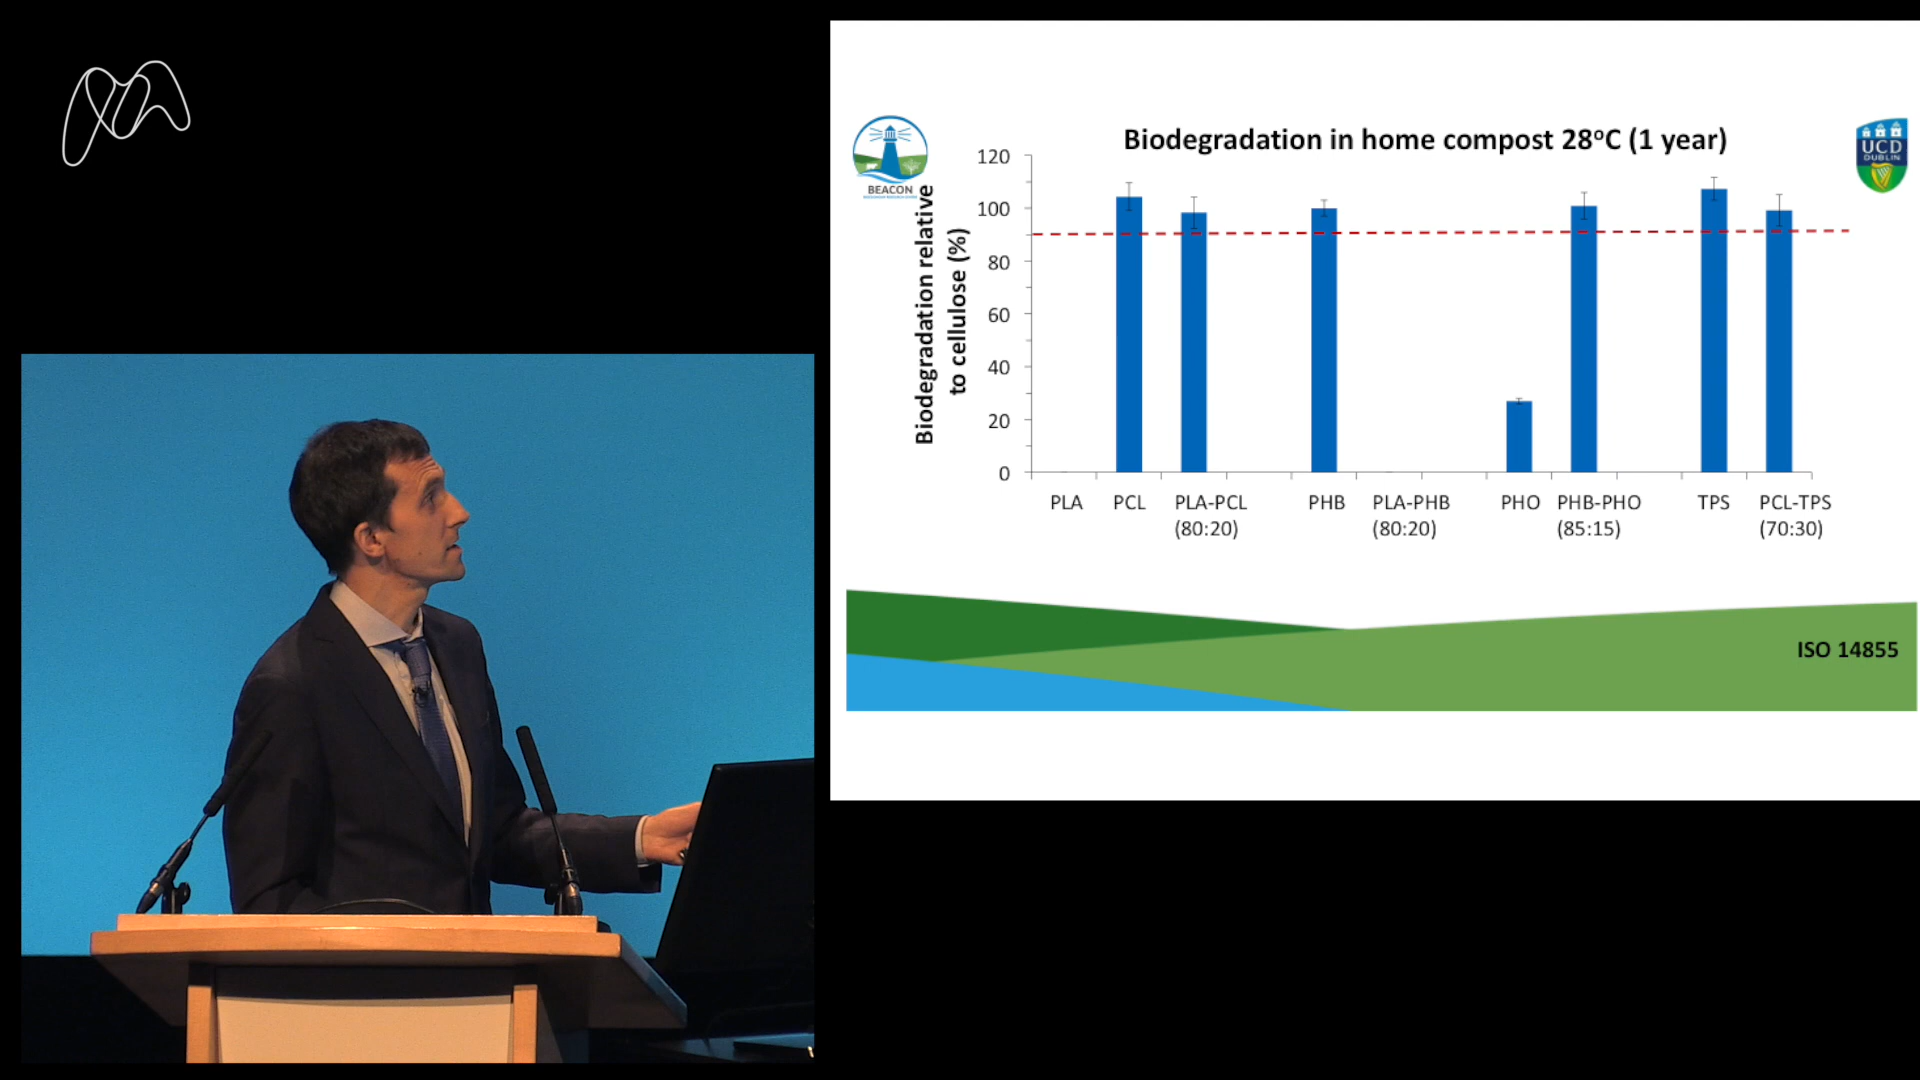 Biodegradation in home compost 28°C (1 year)
BEACON
UCD
DUBLIN
Biodegradation relative
to cellulose (%)
120
100
80
60
40
20
0
PLA PCL PLA-PCL PHB PLA-PHB PHO PHB-PHO TPS PCL-TPS
(80:20) (80:20) (85:15) (70:30)
ISO 14855